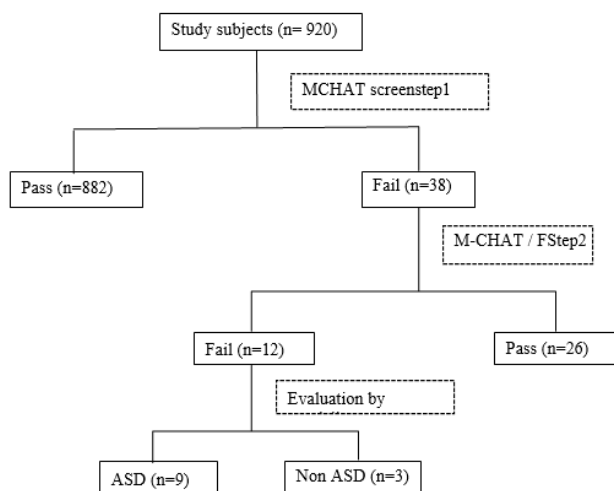 Study subjects (n= 920)
MCHAT screenstep1
Pass (n=882)
Fail (n=38)
M-CHAT / FStep2
Fail (n=12)
Pass (n=26)
Evaluation by
ASD (n=9)
Non ASD (n=3)